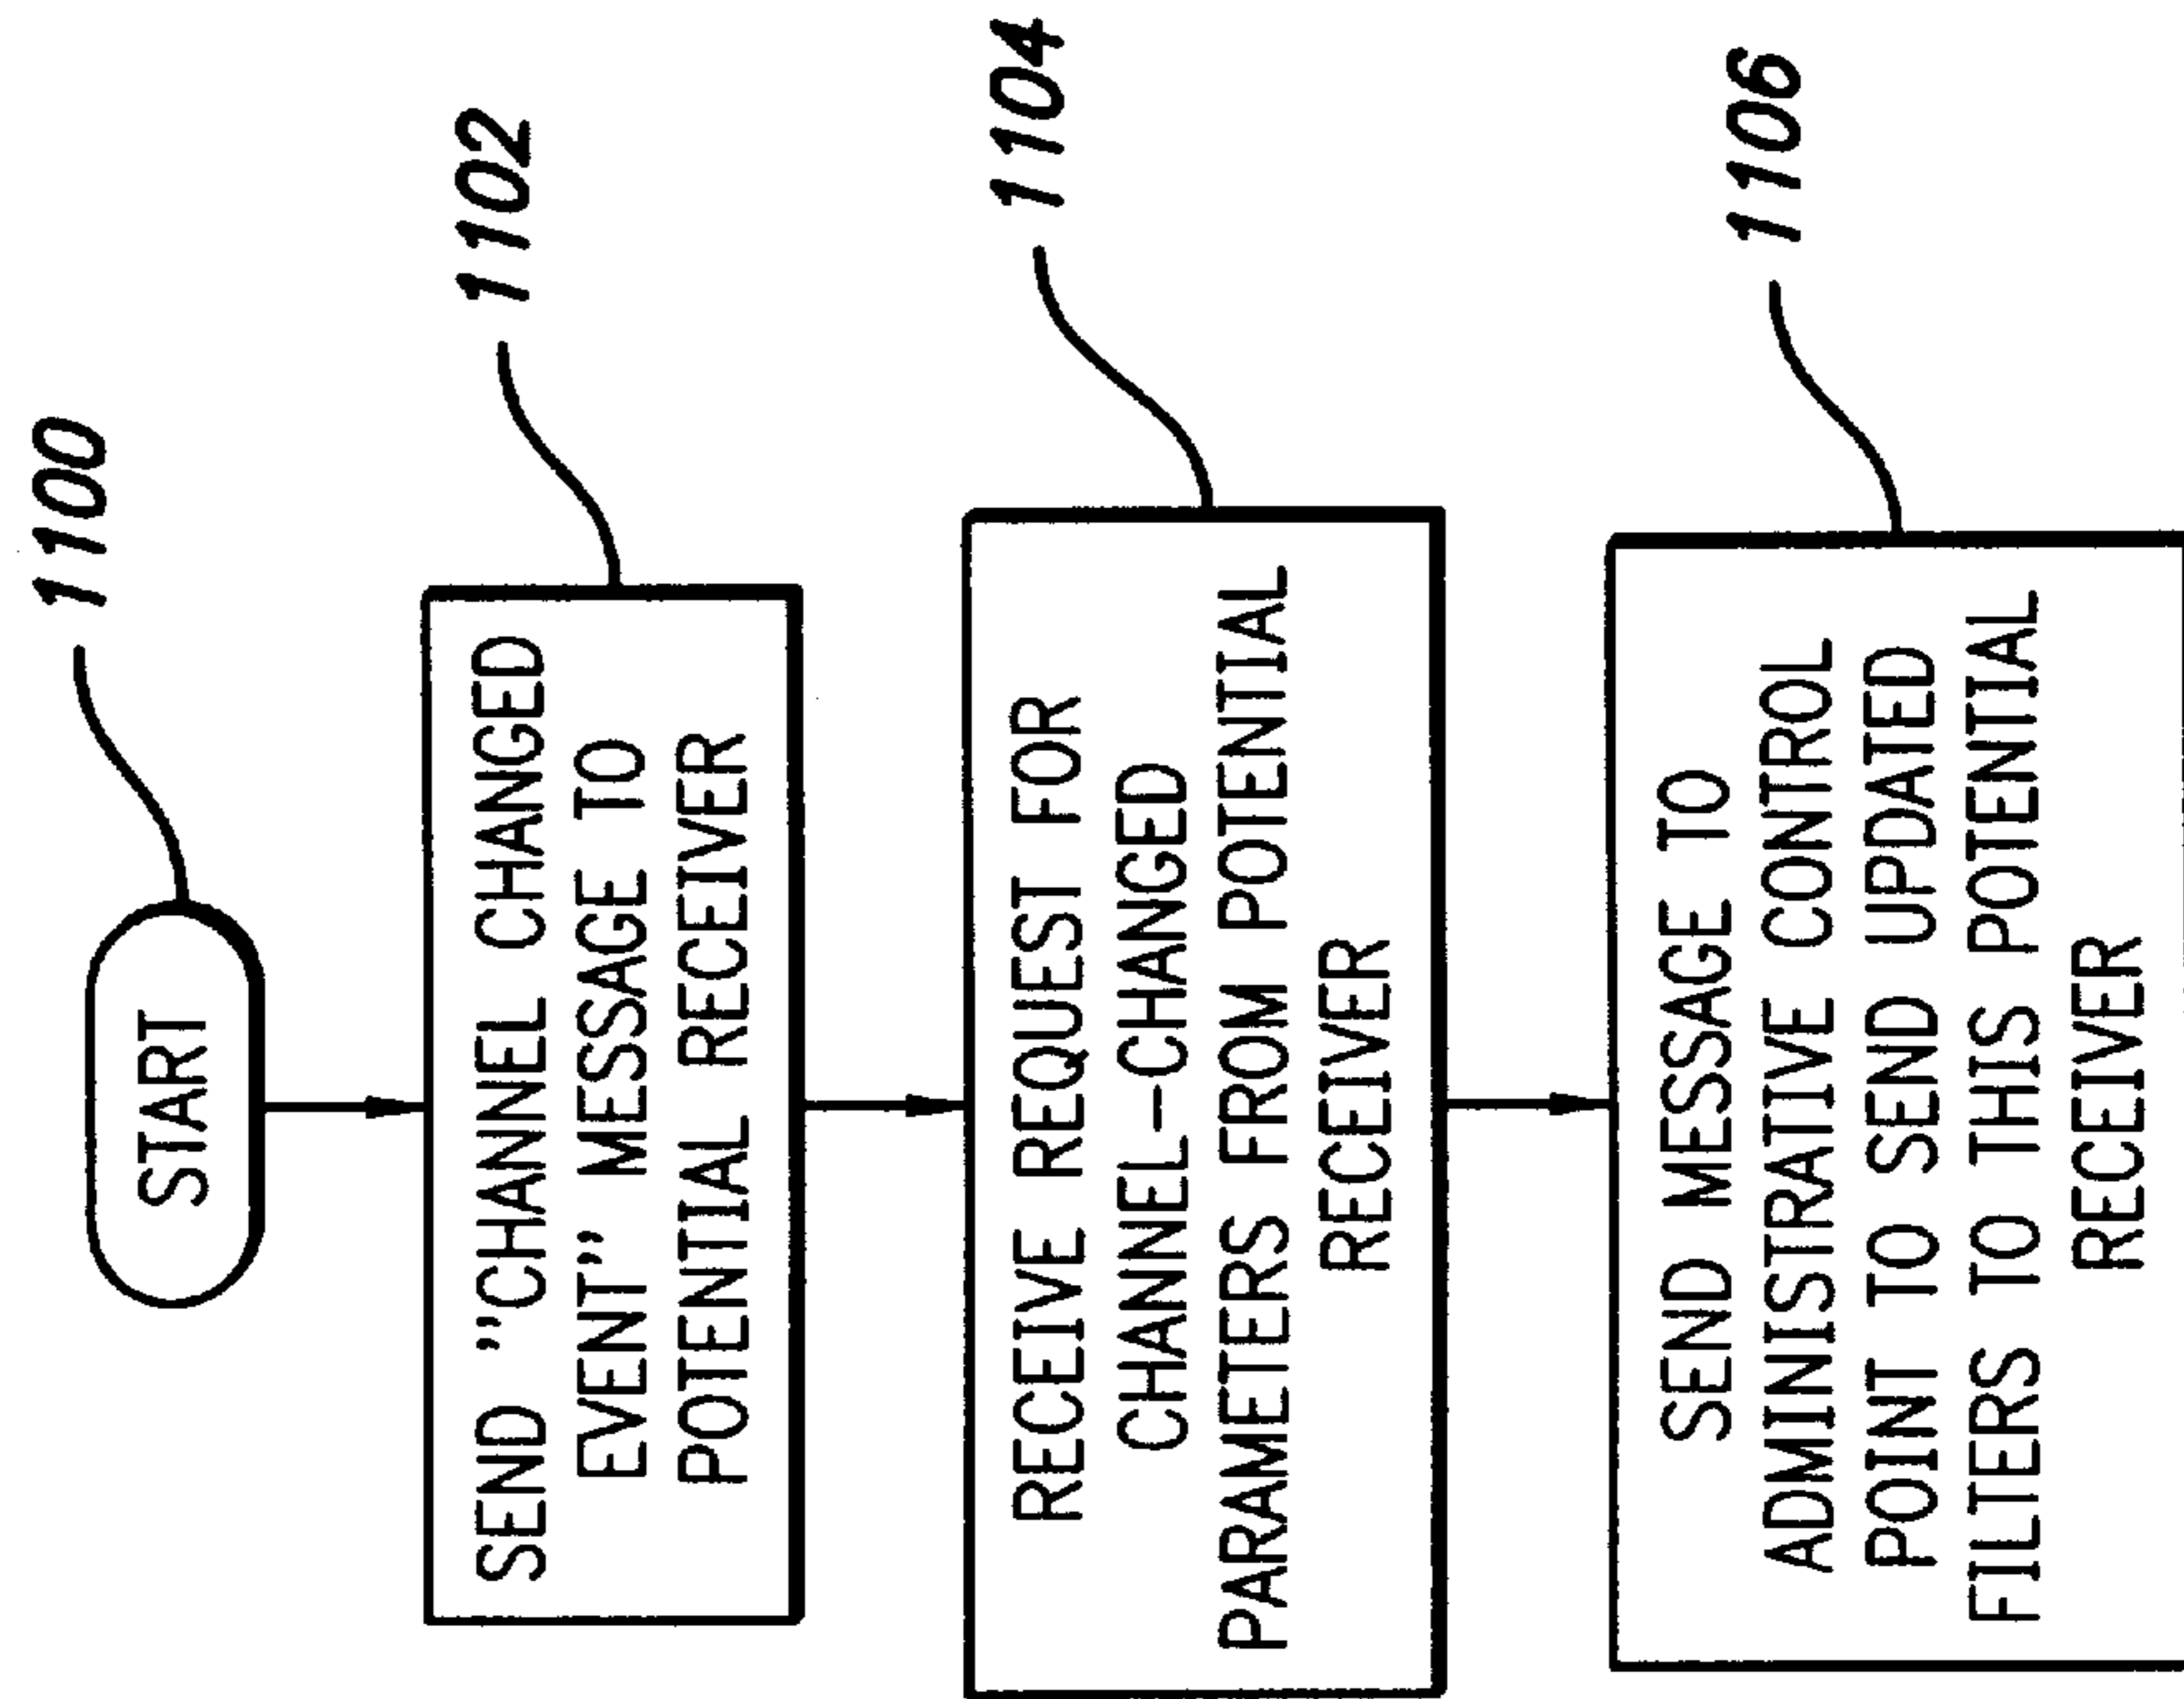 1100
START
1102
SEND "CHANNEL CHANGED
EVENT" MESSAGE TO
POTENTIAL RECEIVER
1104
RECEIVE REQUEST FOR
CHANNEL-CHANGED
PARAMETERS FROM POTENTIAL
RECEIVER
1106
SEND MESSAGE TO
ADMINISTRATIVE CONTROL
POINT TO SEND UPDATED
FILTERS TO THIS POTENTIAL
RECEIVER